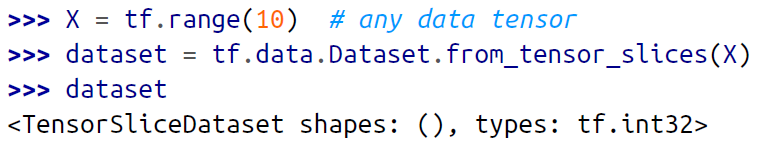 >>> X = tf.range(10)  # any data tensor
>>> dataset = tf.data.Dataset.from_tensor_slices(X)
>>> dataset
<TensorSliceDataset shapes: (), types: tf.int32>